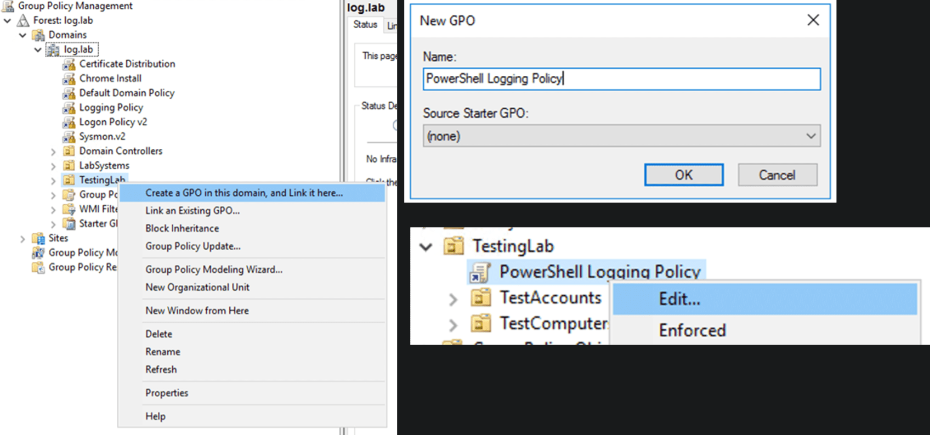 Group Policy Management
Forest: log.lab
Domains
log.lab
Certificate Distribution
Chrome Install
Default Domain Policy
Logging Policy
Logon Policy v2
Sysmon.v2
Domain Controllers
LabSystems
TestingLab
Group Po
WMI Filte
Starter G
Sites
Group Policy Mo
Group Policy Re
Create a GPO in this domain, and Link it here...
Link an Existing GPO...
Block Inheritance
Group Policy Update...
Group Policy Modeling Wizard...
New Organizational Unit
New Window from Here
Delete
Rename
Refresh
Properties
Help
log.lab
Status
This page
Status De
No Infra
Click the
New GPO
Name:
PowerShell Logging Policy
Source Starter GPO:
(none)
OK
Cancel
TestingLab
PowerShell Logging Policy
TestAccounts
TestComputers
Edit...
Enforced